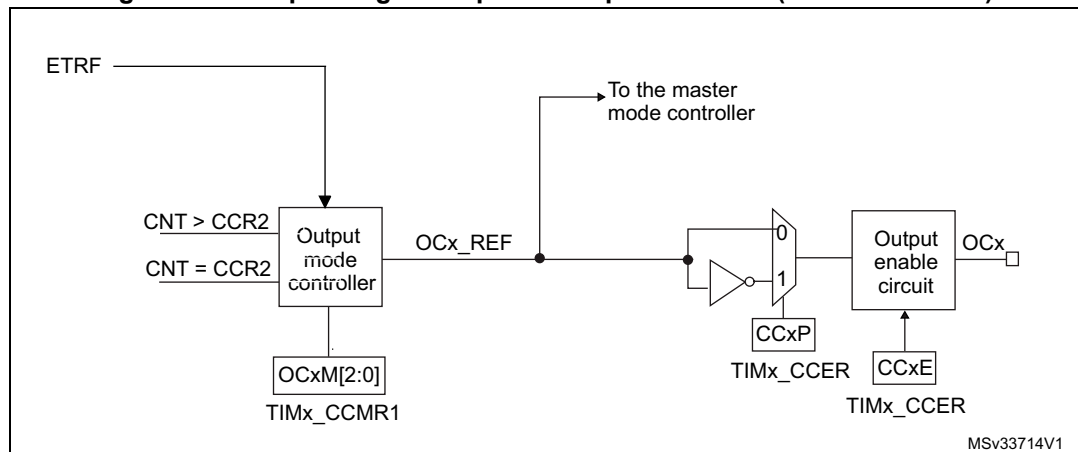 ETRF
To the master
mode controller
CNT > CCR2
CNT = CCR2
Output
mode
controller
OCx_REF
0
1
Output
enable
circuit
OCx
CCxP
TIMx_CCER
CCxE
TIMx_CCER
OCxM[2:0]
TIMx_CCMR1
MSv33714V1